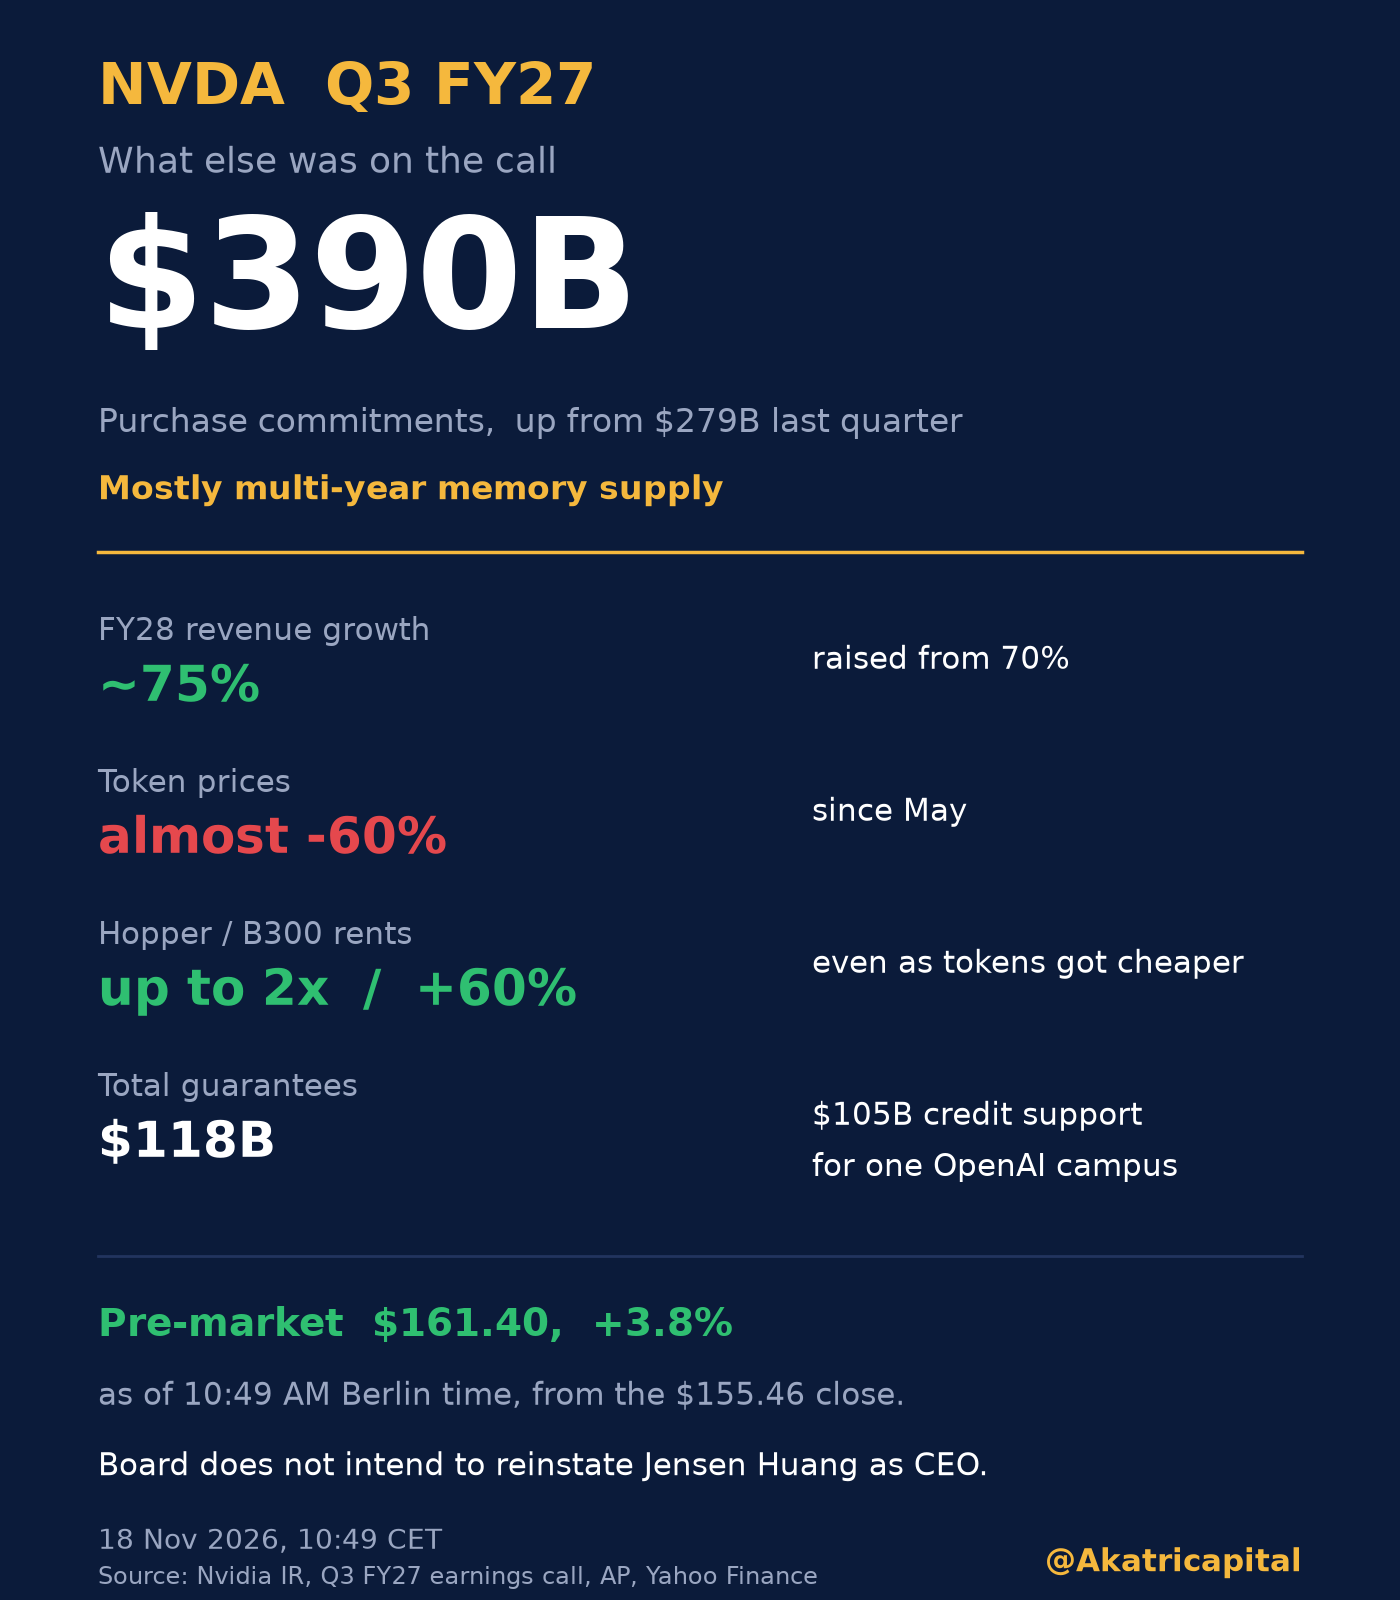 NVDA  Q3 FY27
What else was on the call
$390B
Purchase commitments,  up from $279B last quarter
Mostly multi-year memory supply
FY28 revenue growth
~75%
raised from 70%
Token prices
almost -60%
since May
Hopper / B300 rents
up to 2x  /  +60%
even as tokens got cheaper
Total guarantees
$118B
$105B credit support
for one OpenAI campus
Pre-market  $161.40,  +3.8%
as of 10:49 AM Berlin time, from the $155.46 close.
Board does not intend to reinstate Jensen Huang as CEO.
18 Nov 2026, 10:49 CET
Source: Nvidia IR, Q3 FY27 earnings call, AP, Yahoo Finance
@Akatricapital